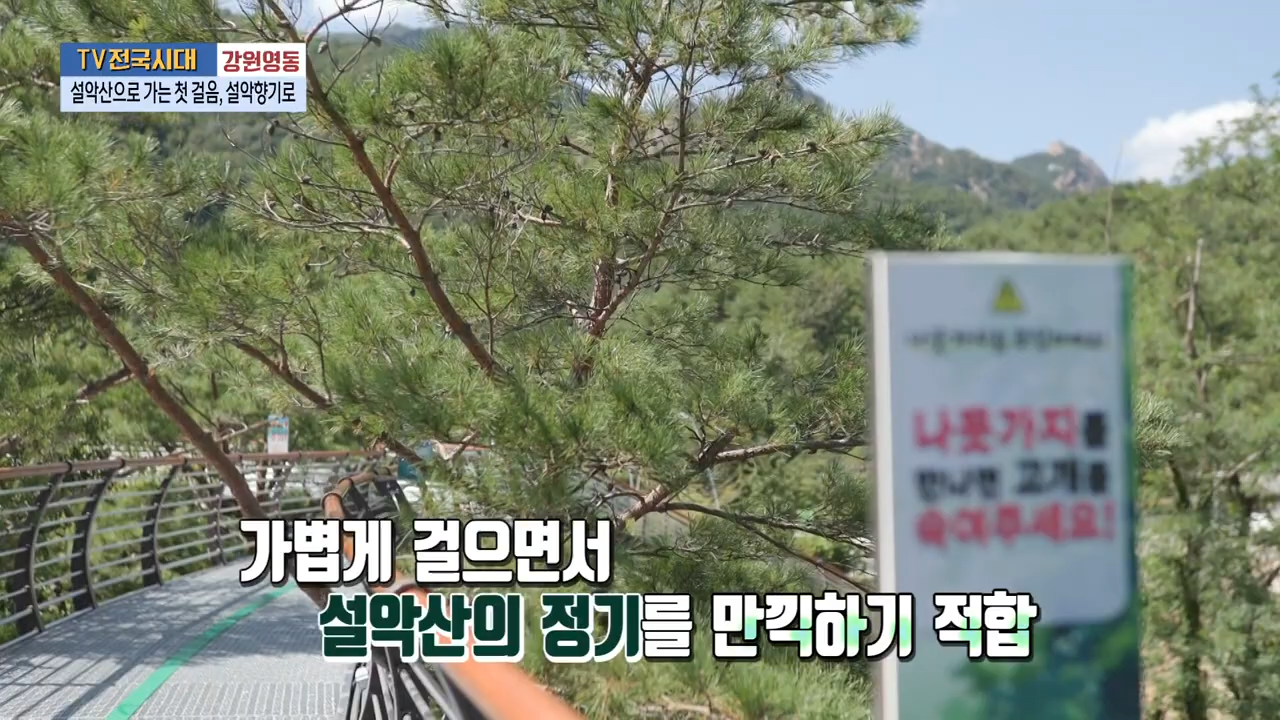 TV전국시대 강원영동
설악산으로 가는 첫 걸음, 설악향기로
나뭇가지를
만나면 고개를
숙여주세요!
가볍게 걸으면서
설악산의 정기를 만끽하기 적합